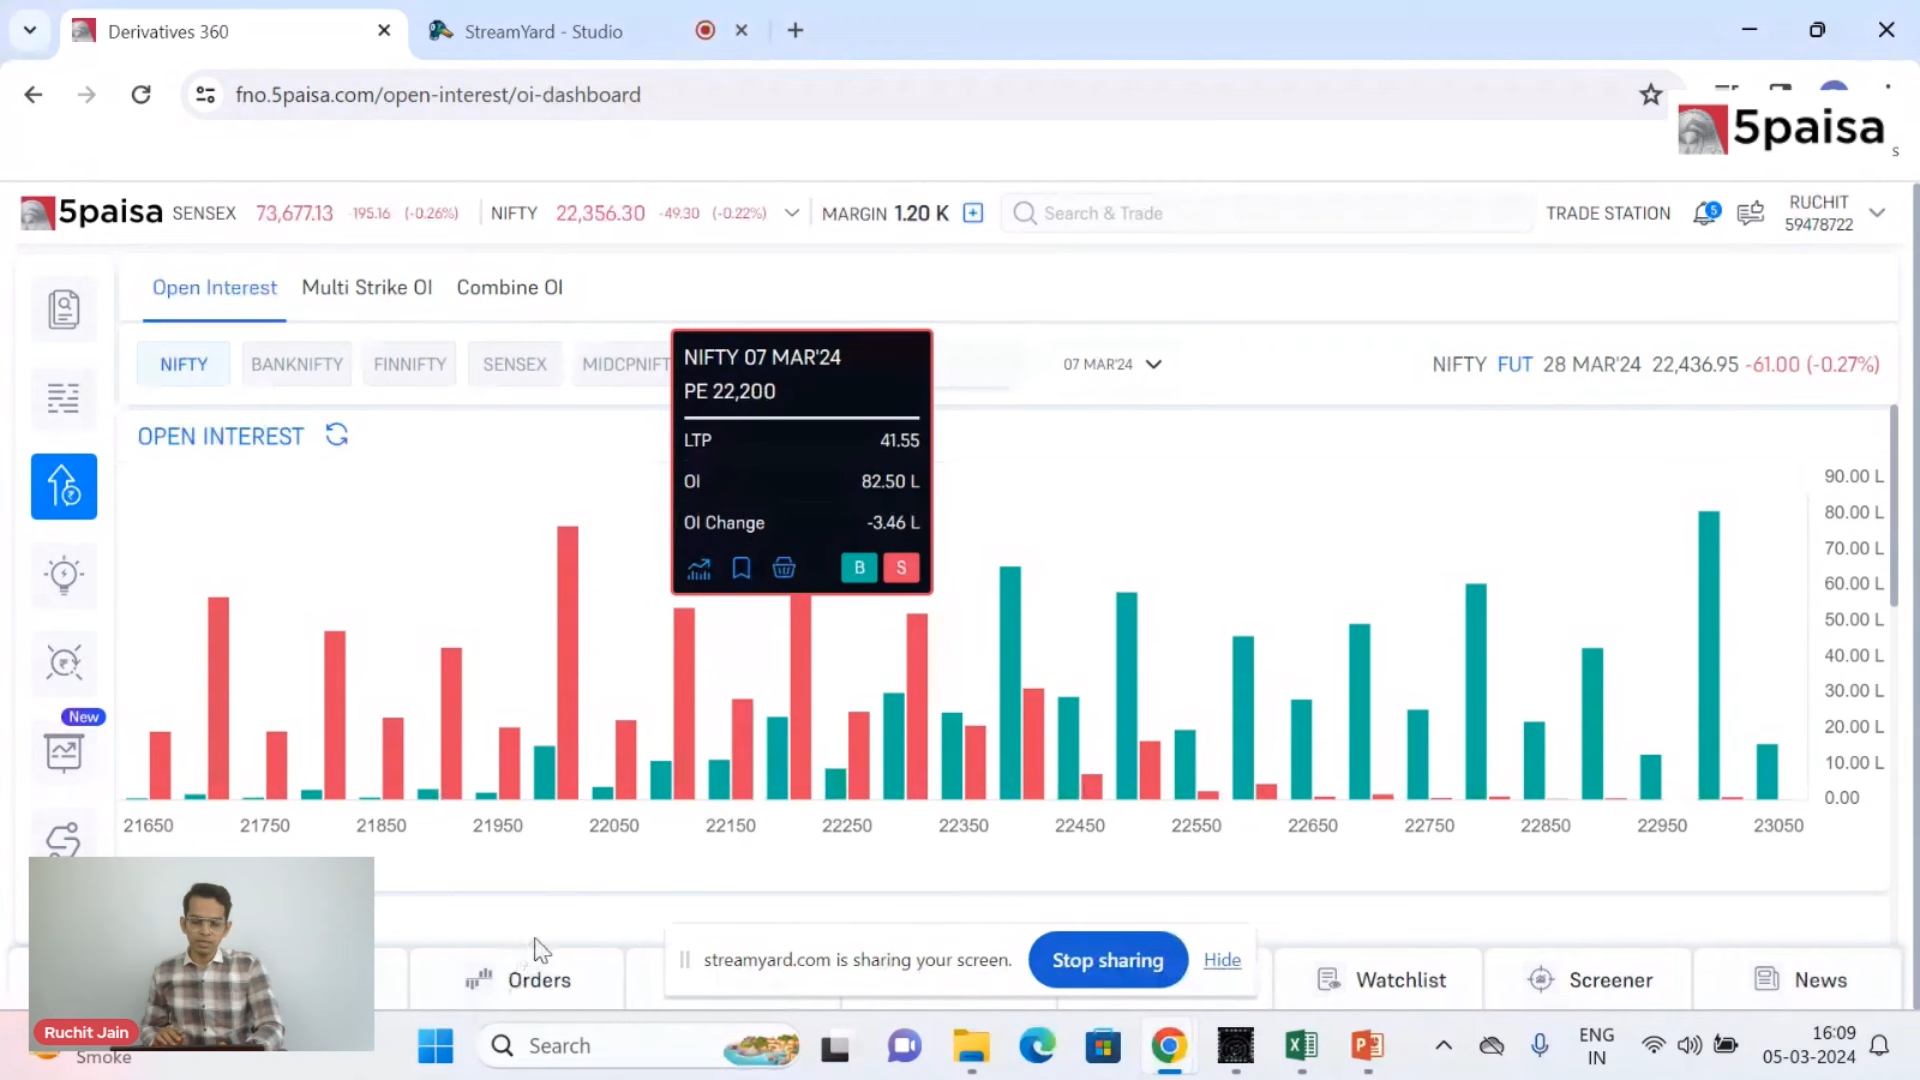 Derivatives 360
StreamYard - Studio
fno.5paisa.com/open-interest/oi-dashboard
5paisa
s
5paisa SENSEX 73,677.13 -195.16 (-0.26%) NIFTY 22,356.30 -49.30 (-0.22%) MARGIN 1.20 K Search & Trade TRADE STATION 5 RUCHIT
59478722
Open Interest Multi Strike OI Combine OI
NIFTY BANKNIFTY FINNIFTY SENSEX MIDCPNIFT 07 MAR'24 NIFTY FUT 28 MAR'24 22,436.95 -61.00 (-0.27%)
NIFTY 07 MAR'24
PE 22,200
LTP 41.55
OI 82.50 L
OI Change -3.46 L
B S
OPEN INTEREST
90.00 L
80.00 L
70.00 L
60.00 L
50.00 L
40.00 L
30.00 L
20.00 L
10.00 L
0.00
New
21650 21750 21850 21950 22050 22150 22250 22350 22450 22550 22650 22750 22850 22950 23050
Orders
streamyard.com is sharing your screen. Stop sharing Hide
Watchlist Screener News
Ruchit Jain
Smoke
Search
ENG
IN
16:09
05-03-2024